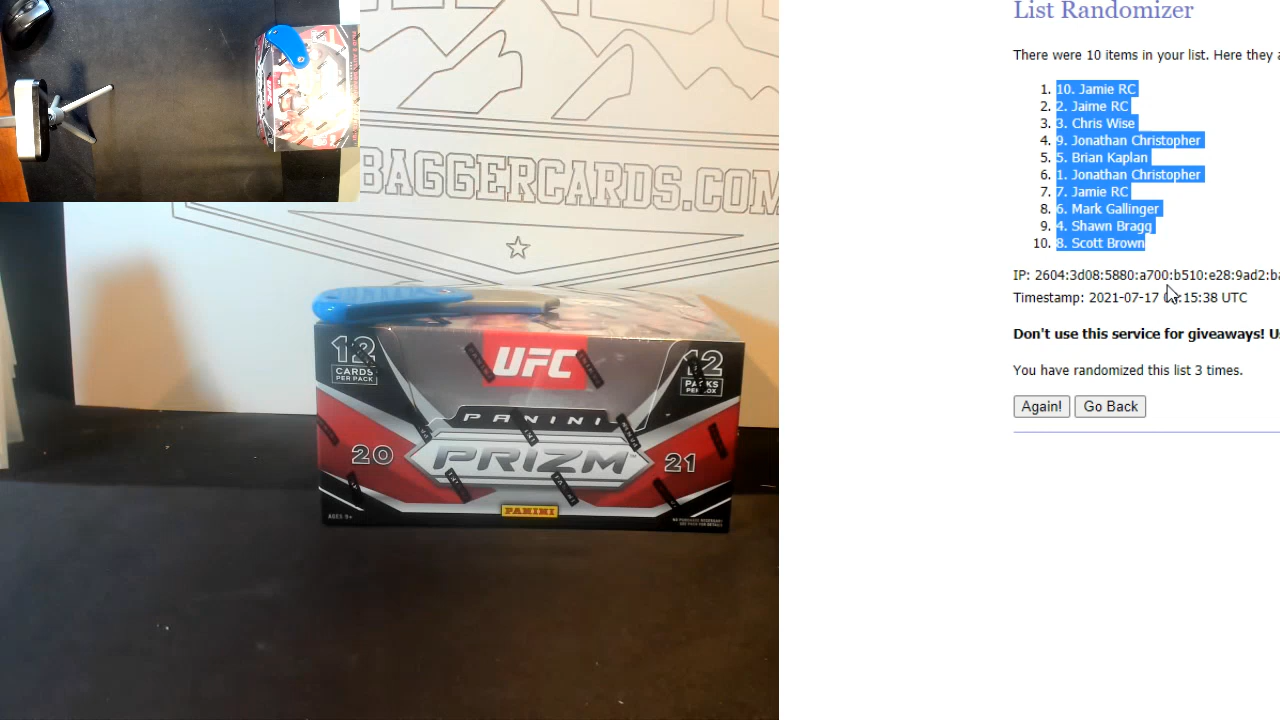 List Randomizer
There were 10 items in your list. Here they a
1. 10. Jamie RC
2. 2. Jaime RC
3. 3. Chris Wise
4. 9. Jonathan Christopher
5. 5. Brian Kaplan
6. 1. Jonathan Christopher
7. 7. Jamie RC
8. 6. Mark Gallinger
9. 4. Shawn Bragg
10. 8. Scott Brown
IP: 2604:3d08:5880:a700:b510:e28:9ad2:ba
Timestamp: 2021-07-17 15:38 UTC
Don't use this service for giveaways! Us
You have randomized this list 3 times.
Again! Go Back
BAGGERCARDS.COM
12
CARDS
PER PACK
UFC
12
PACKS
PER BOX
PANINI
20
PRIZM
21
PANINI
AGES 9+